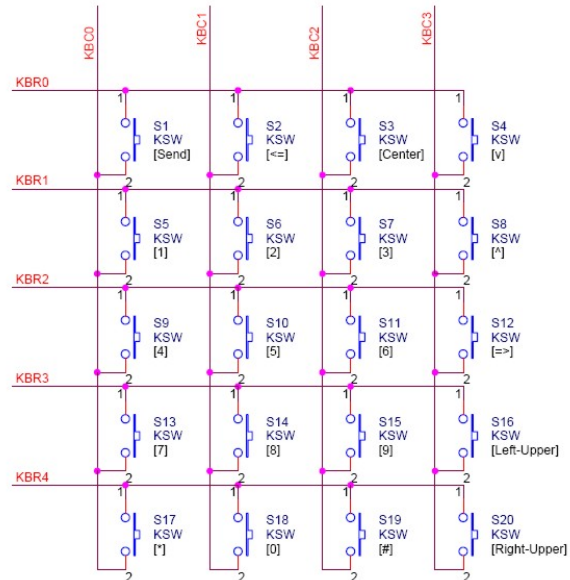 KBC0 KBC1 KBC2 KBC3
KBR0
1 1 1 1
S1 S2 S3 S4
KSW KSW KSW KSW
[Send] [<=] [Center] [v]
2 2 2 2
KBR1
1 1 1 1
S5 S6 S7 S8
KSW KSW KSW KSW
[1] [2] [3] [^]
2 2 2 2
KBR2
1 1 1 1
S9 S10 S11 S12
KSW KSW KSW KSW
[4] [5] [6] [=>]
2 2 2 2
KBR3
1 1 1 1
S13 S14 S15 S16
KSW KSW KSW KSW
[7] [8] [9] [Left-Upper]
2 2 2 2
KBR4
1 1 1 1
S17 S18 S19 S20
KSW KSW KSW KSW
[*] [0] [#] [Right-Upper]
2 2 2 2